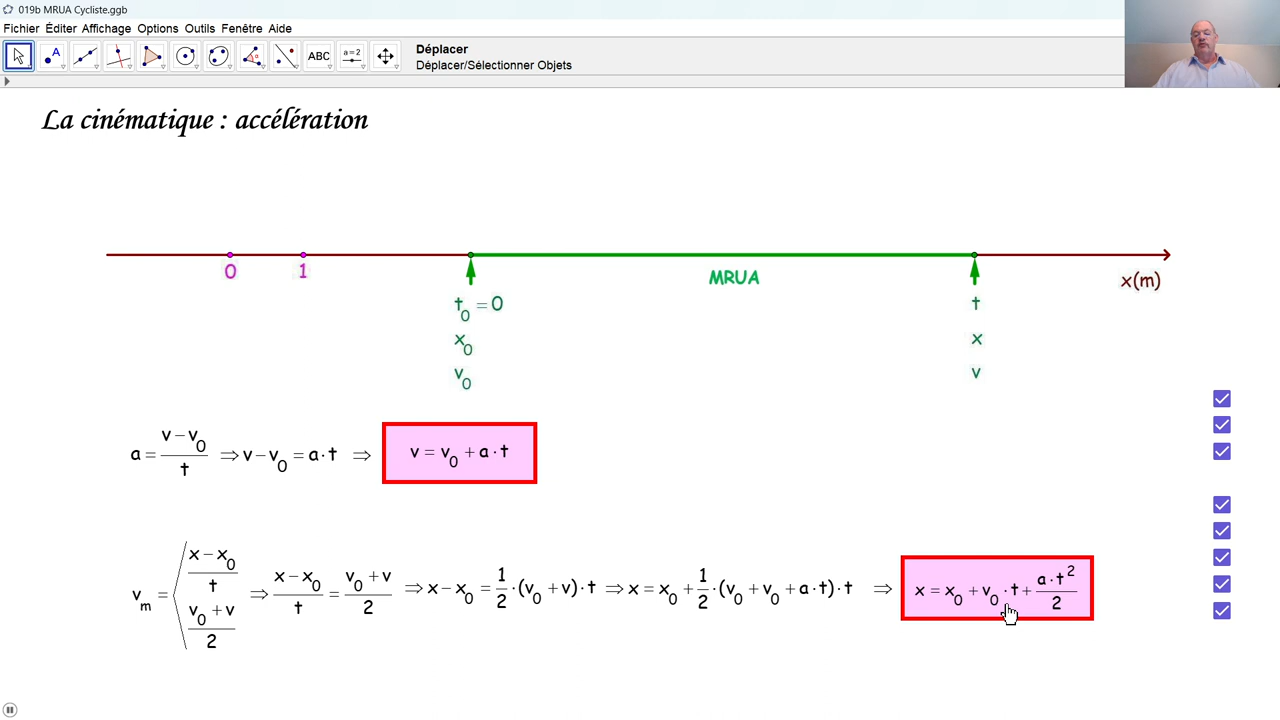 019b MRUA Cycliste.ggb
Fichier Éditer Affichage Options Outils Fenêtre Aide
A ABC a=2
Déplacer
Déplacer/Sélectionner Objets
La cinématique : accélération
0 1 MRUA x(m)
t₀ = 0 t
x₀ x
v₀ v
a = (v − v₀)/t ⇒ v − v₀ = a · t ⇒ v = v₀ + a · t
vₘ = ⟨ (x − x₀)/t (v₀ + v)/2 ⇒ (x − x₀)/t = (v₀ + v)/2 ⇒ x − x₀ = 1/2 · (v₀ + v) · t ⇒ x = x₀ + 1/2 · (v₀ + v₀ + a · t) · t ⇒ x = x₀ + v₀ · t + (a · t²)/2